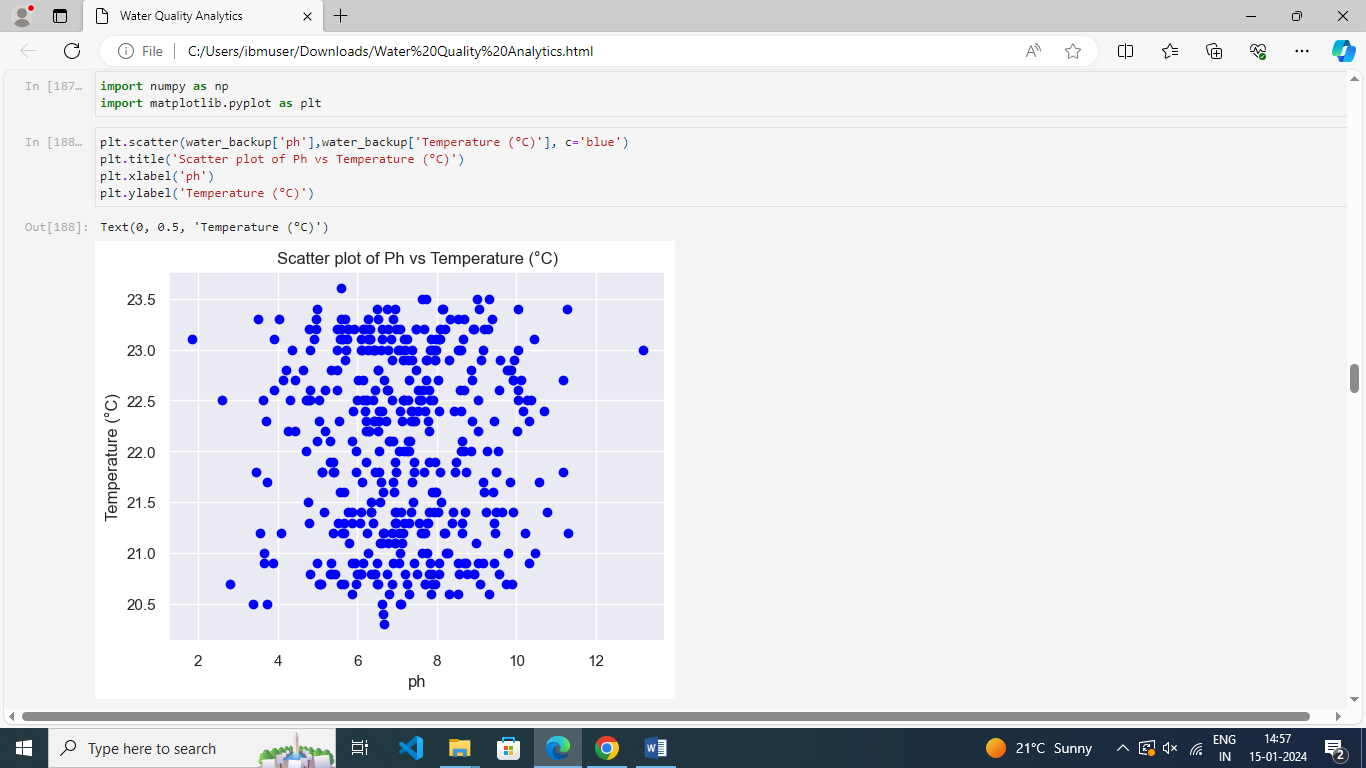 Water Quality Analytics
File
C:/Users/ibmuser/Downloads/Water%20Quality%20Analytics.html
In [187...
import numpy as np
import matplotlib.pyplot as plt
In [188...
plt.scatter(water_backup['ph'],water_backup['Temperature (°C)'], c='blue')
plt.title('Scatter plot of Ph vs Temperature (°C)')
plt.xlabel('ph')
plt.ylabel('Temperature (°C)')
Out[188]:
Text(0, 0.5, 'Temperature (°C)')
Scatter plot of Ph vs Temperature (°C)
Temperature (°C)
23.5
23.0
22.5
22.0
21.5
21.0
20.5
2 4 6 8 10 12
ph
Type here to search
21°C Sunny
ENG
IN
14:57
15-01-2024
2